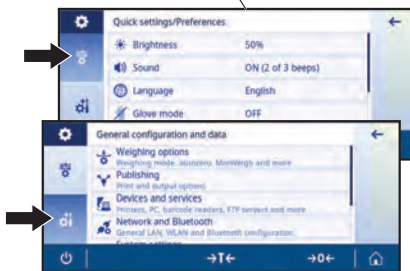 Quick settings/Preferences
Brightness 50%
Sound ON (2 of 3 beeps)
Language English
Glove mode OFF
General configuration and data
Weighing options
Weighing mode, autozero, MinWeigh and more
Publishing
Print and output options
Devices and services
Printers, PC, barcode readers, FTP servers and more
Network and Bluetooth
General LAN, WLAN and Bluetooth configuration
→T←
→0←